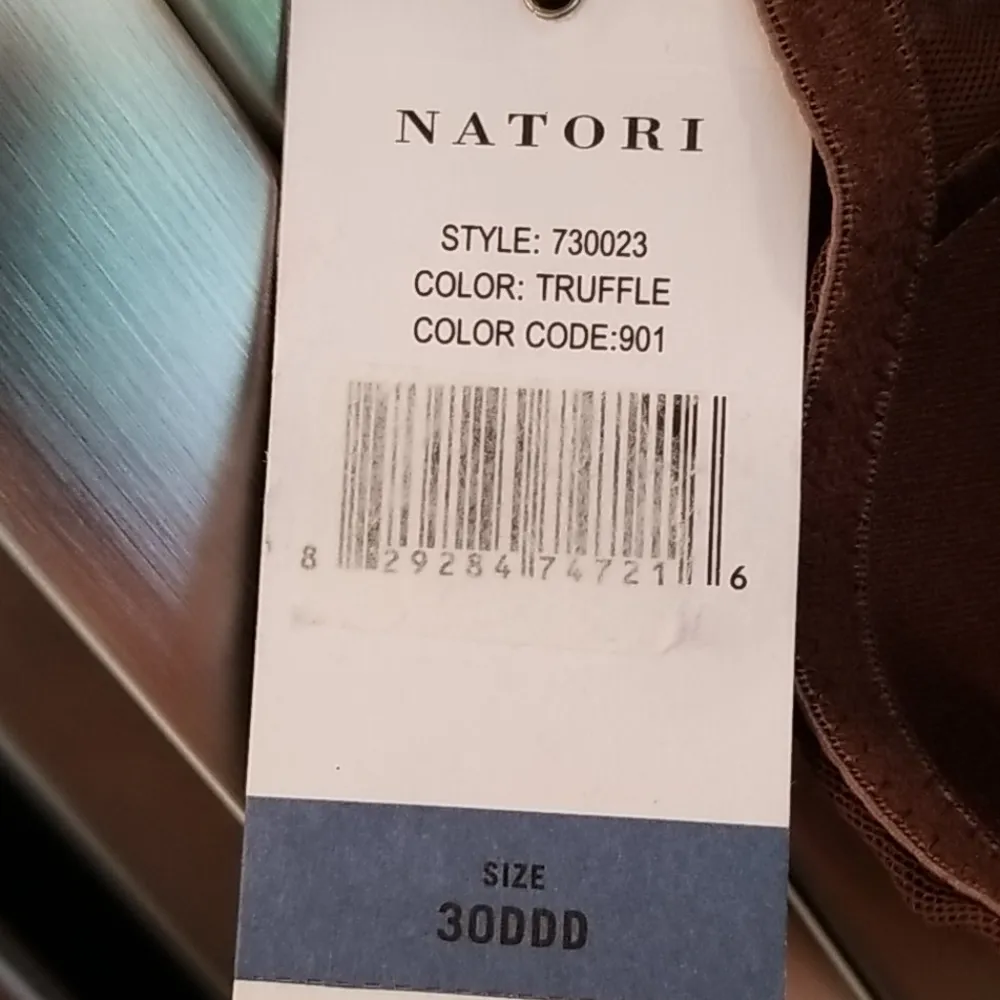 NATORI
STYLE: 730023
COLOR: TRUFFLE
COLOR CODE:901
8 29284 74721 6
SIZE
30DDD